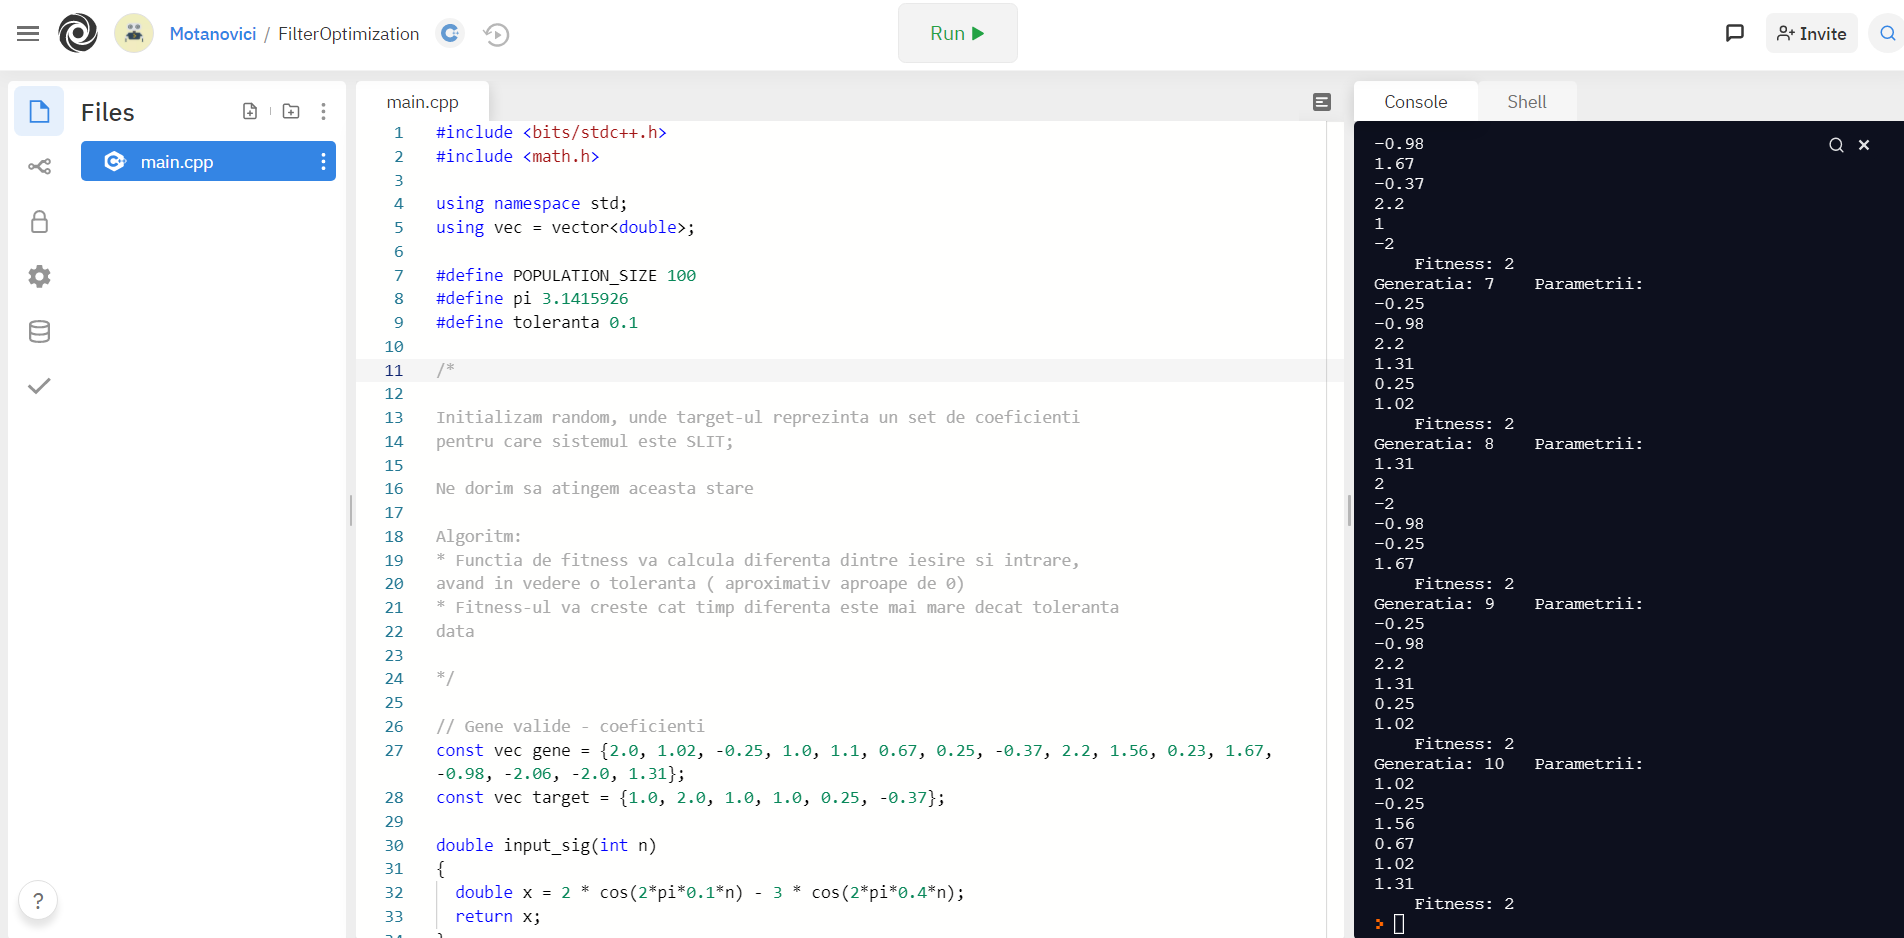 Motanovici / FilterOptimization
Run
Invite
Files
main.cpp
main.cpp
1 #include <bits/stdc++.h>
2 #include <math.h>
3
4 using namespace std;
5 using vec = vector<double>;
6
7 #define POPULATION_SIZE 100
8 #define pi 3.1415926
9 #define toleranta 0.1
10
11 /*
12
13 Initializam random, unde target-ul reprezinta un set de coeficienti
14 pentru care sistemul este SLIT;
15
16 Ne dorim sa atingem aceasta stare
17
18 Algoritm:
19 * Functia de fitness va calcula diferenta dintre iesire si intrare,
20 avand in vedere o toleranta ( aproximativ aproape de 0)
21 * Fitness-ul va creste cat timp diferenta este mai mare decat toleranta
22 data
23
24 */
25
26 // Gene valide - coeficienti
27 const vec gene = {2.0, 1.02, -0.25, 1.0, 1.1, 0.67, 0.25, -0.37, 2.2, 1.56, 0.23, 1.67,
-0.98, -2.06, -2.0, 1.31};
28 const vec target = {1.0, 2.0, 1.0, 1.0, 0.25, -0.37};
29
30 double input_sig(int n)
31 {
32 double x = 2 * cos(2*pi*0.1*n) - 3 * cos(2*pi*0.4*n);
33 return x;
34 }
Console
Shell
-0.98
1.67
-0.37
2.2
1
-2
Fitness: 2
Generatia: 7 Parametrii:
-0.25
-0.98
2.2
1.31
0.25
1.02
Fitness: 2
Generatia: 8 Parametrii:
1.31
2
-2
-0.98
-0.25
1.67
Fitness: 2
Generatia: 9 Parametrii:
-0.25
-0.98
2.2
1.31
0.25
1.02
Fitness: 2
Generatia: 10 Parametrii:
1.02
-0.25
1.56
0.67
1.02
1.31
Fitness: 2
>
?